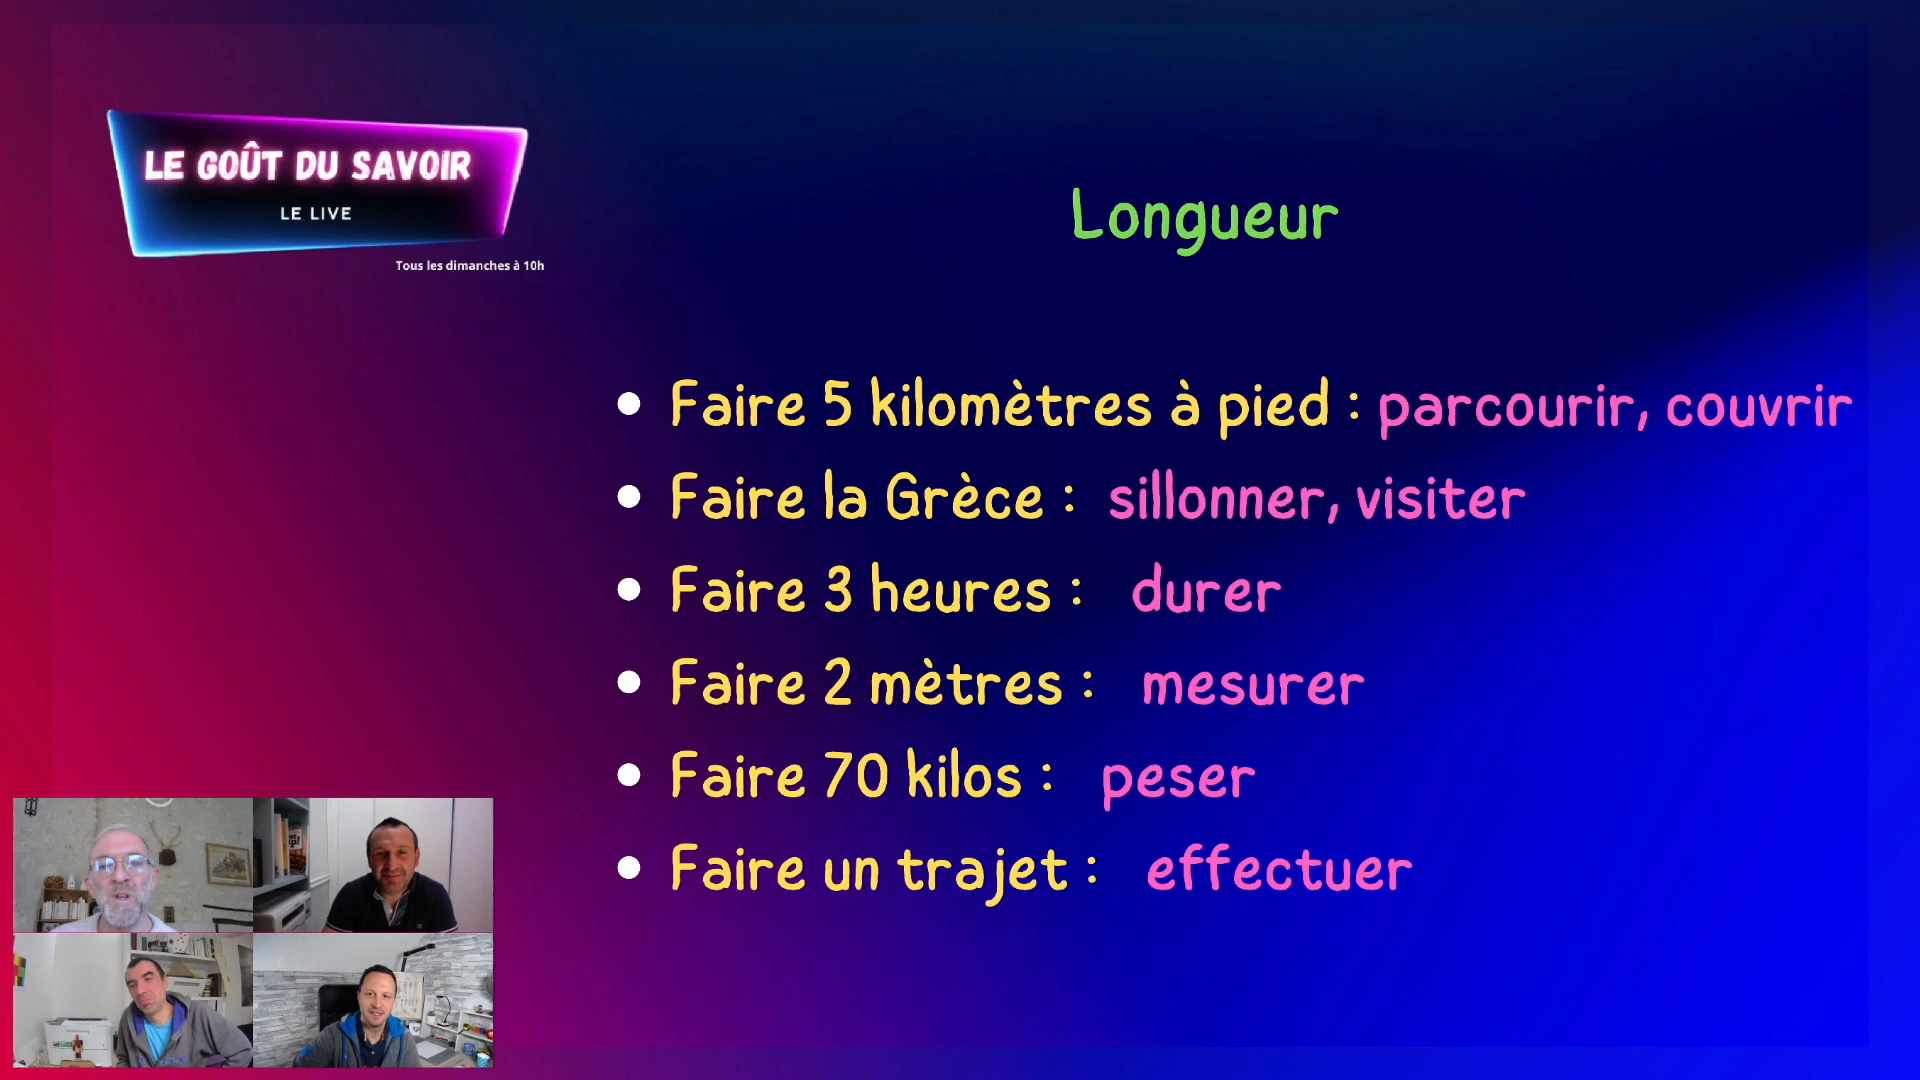 LE GOÛT DU SAVOIR
LE LIVE
Tous les dimanches à 10h
Longueur
Faire 5 kilomètres à pied : parcourir, couvrir
Faire la Grèce : sillonner, visiter
Faire 3 heures : durer
Faire 2 mètres : mesurer
Faire 70 kilos : peser
Faire un trajet : effectuer